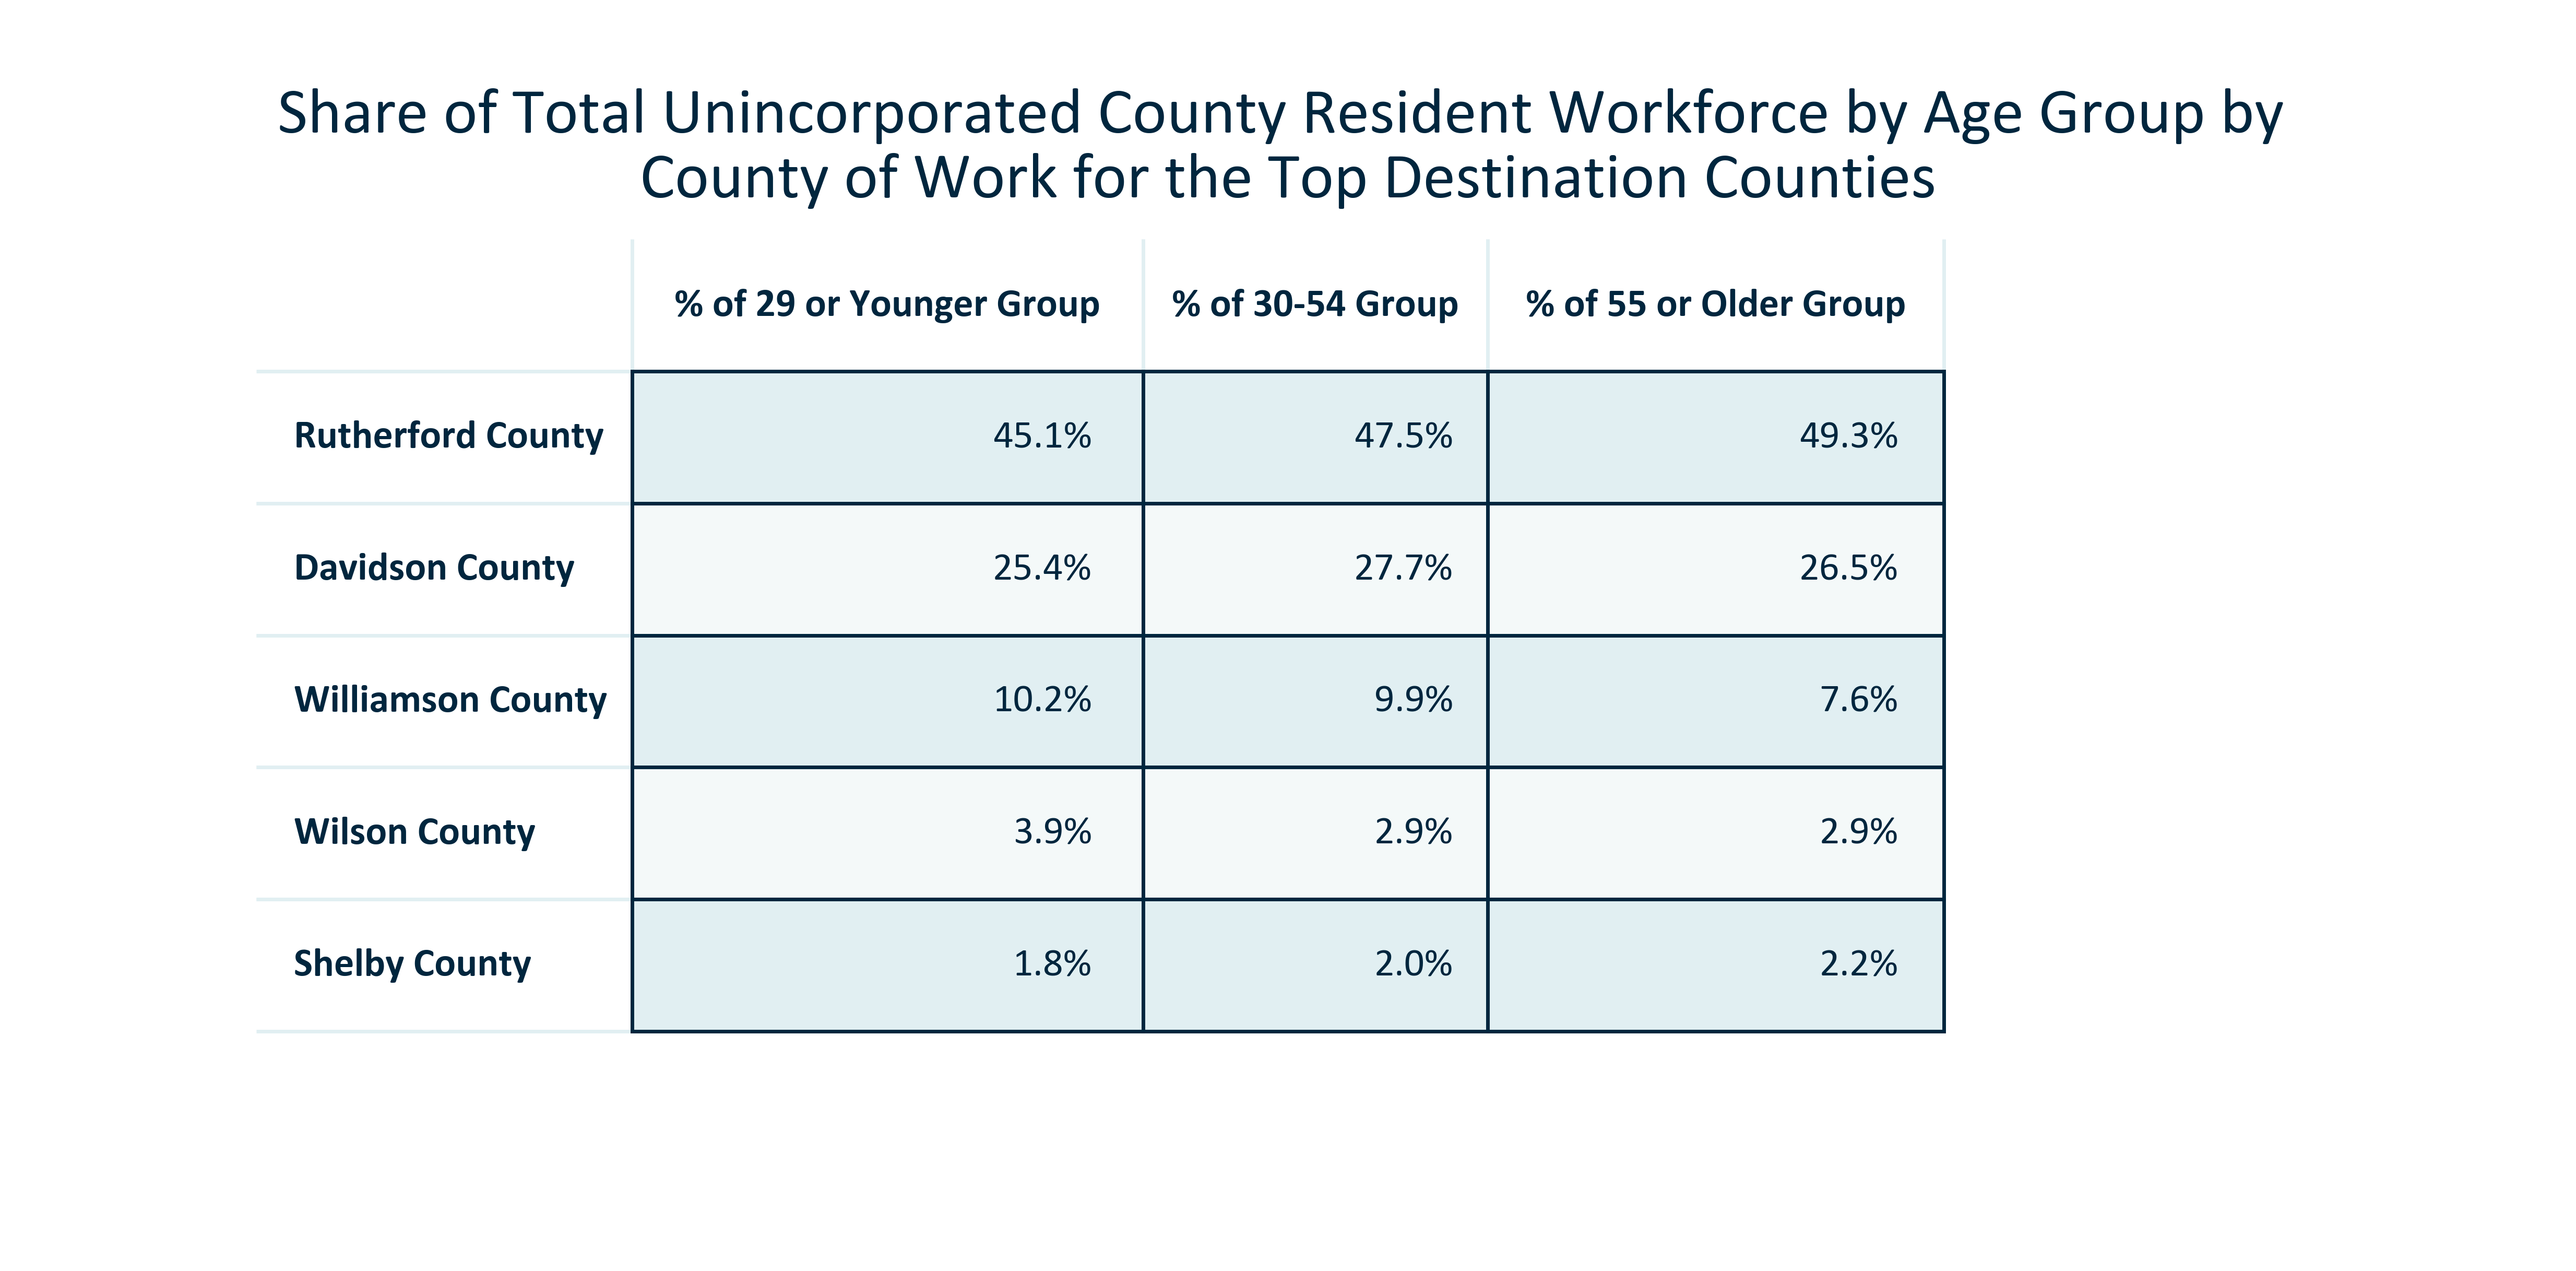 Share of Total Unincorporated County Resident Workforce by Age Group by
County of Work for the Top Destination Counties
% of 29 or Younger Group % of 30-54 Group % of 55 or Older Group
Rutherford County 45.1% 47.5% 49.3%
Davidson County 25.4% 27.7% 26.5%
Williamson County 10.2% 9.9% 7.6%
Wilson County 3.9% 2.9% 2.9%
Shelby County 1.8% 2.0% 2.2%